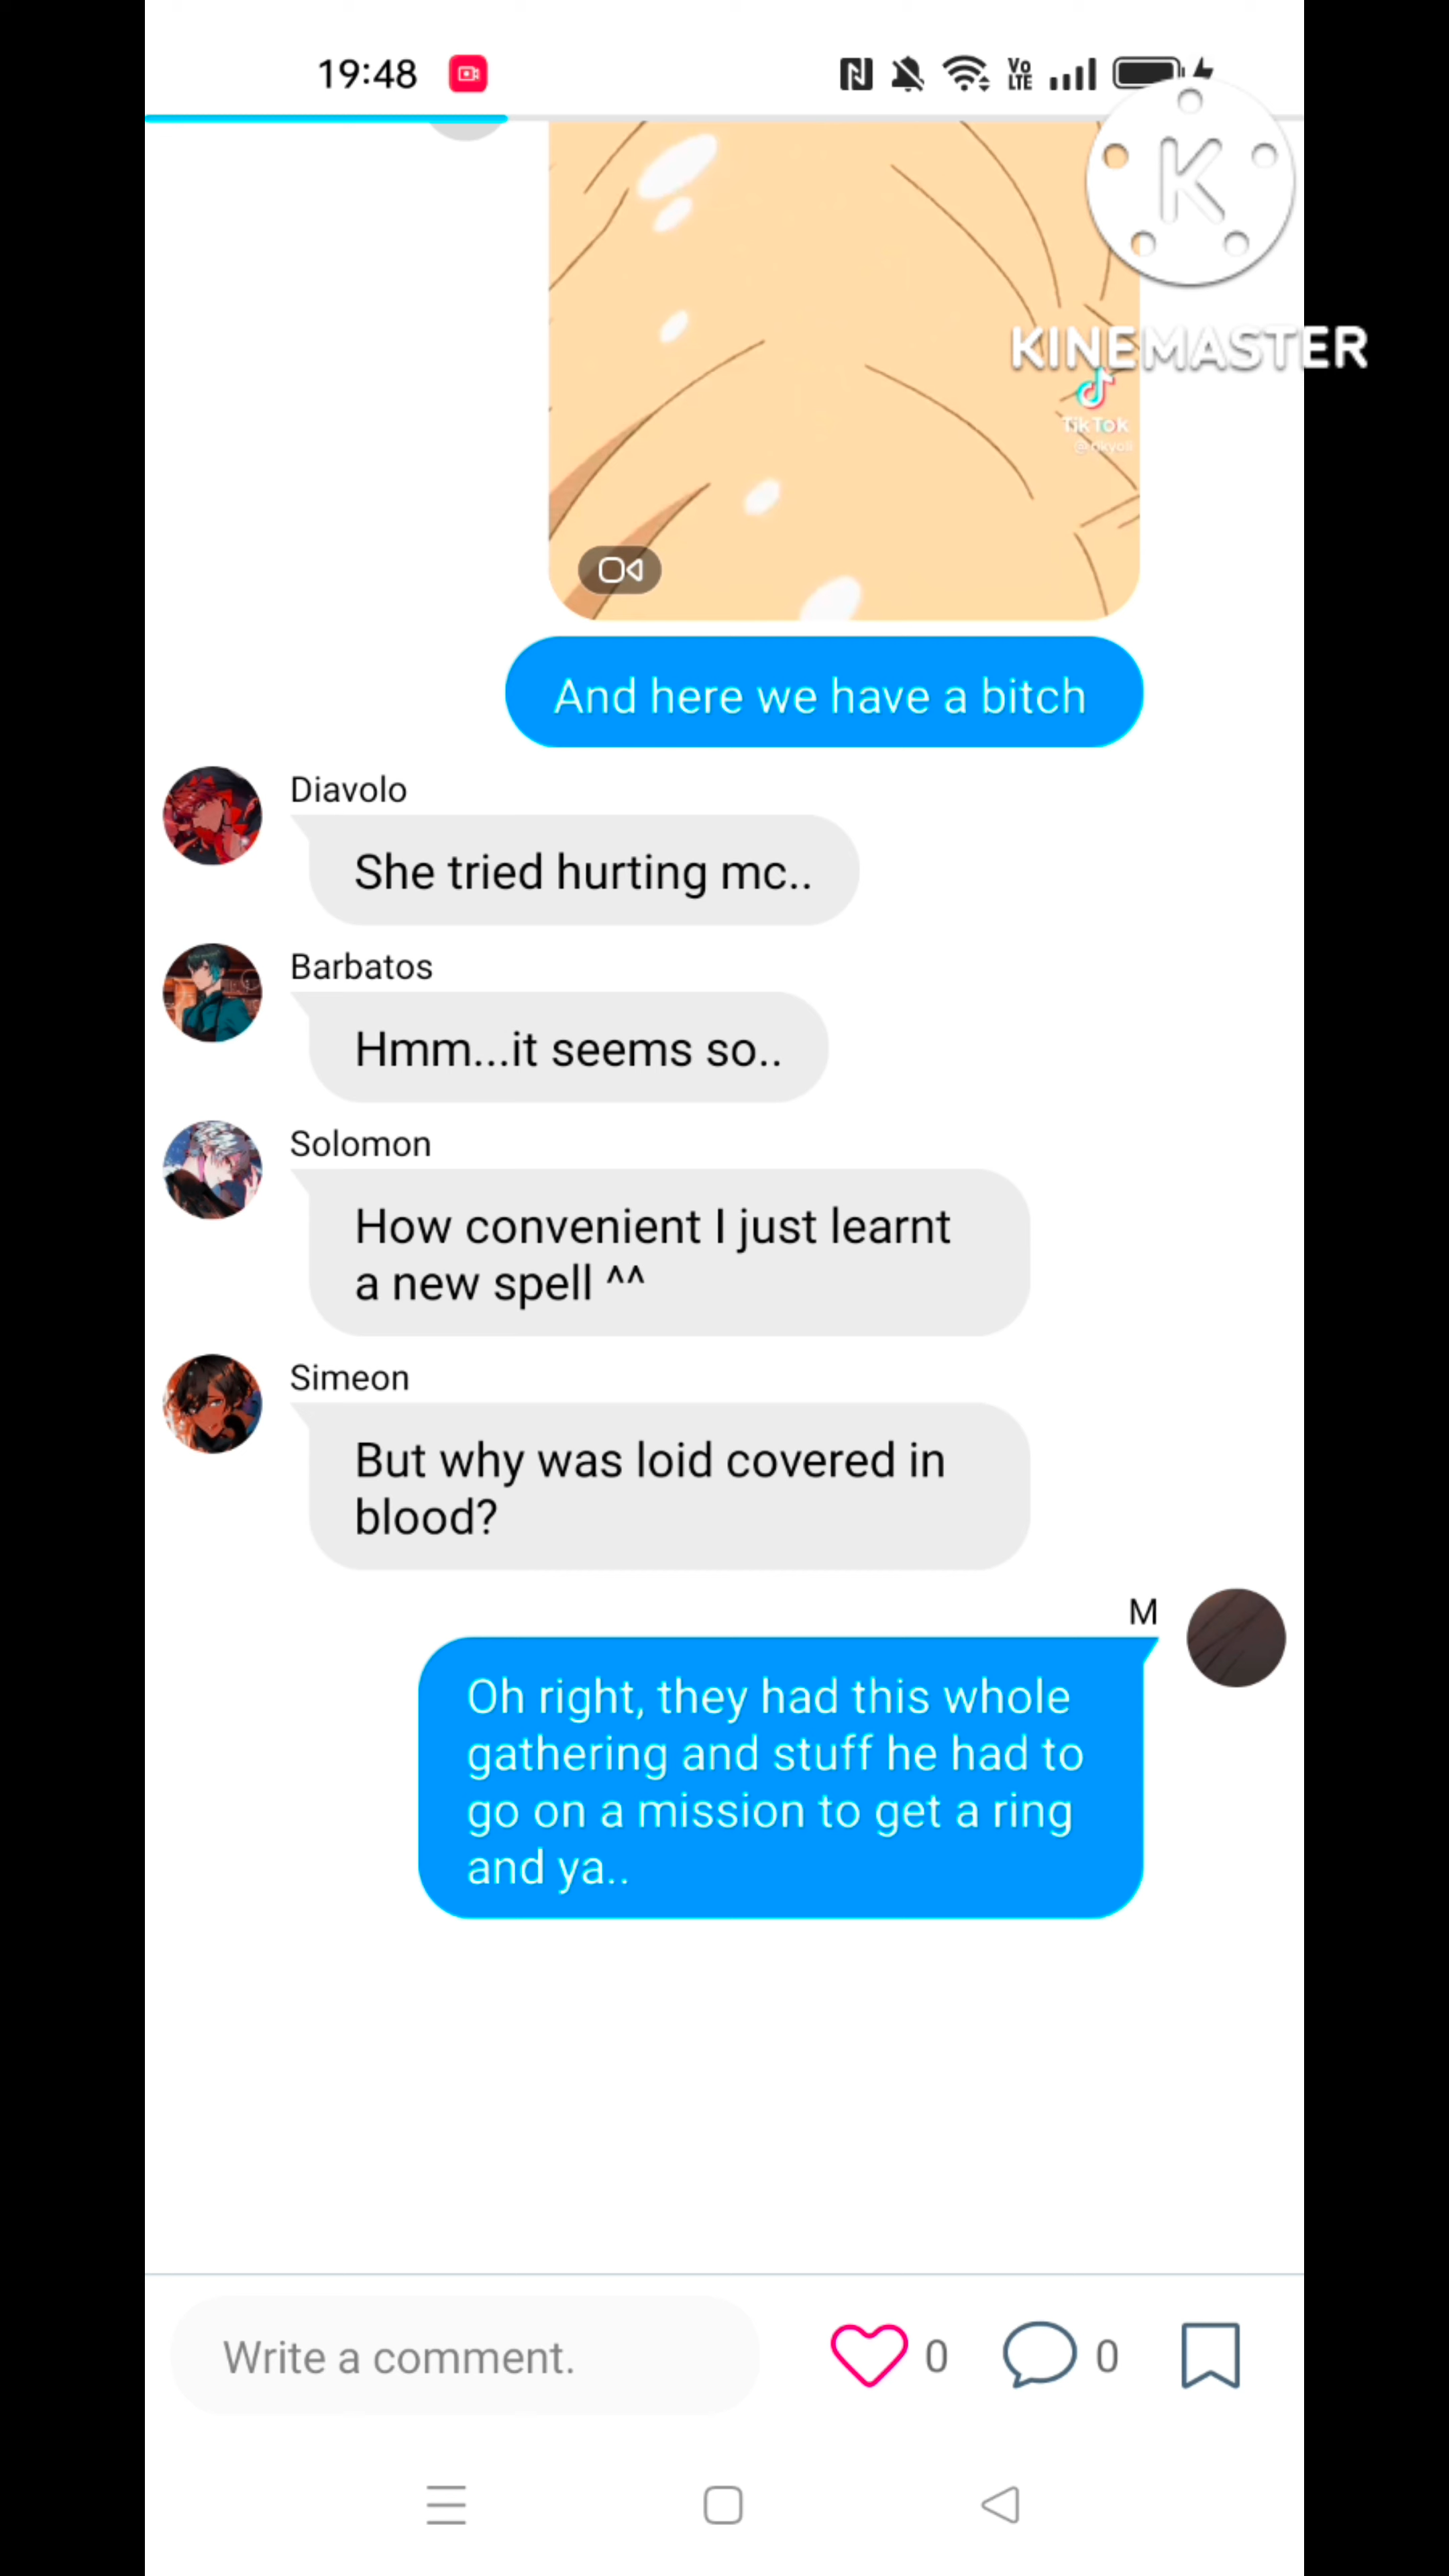 19:48
Vo
LTE
K
KINEMASTER
TikTok
And here we have a bitch
Diavolo
She tried hurting mc..
Barbatos
Hmm...it seems so..
Solomon
How convenient I just learnt
a new spell ^^
Simeon
But why was loid covered in
blood?
M
Oh right, they had this whole
gathering and stuff he had to
go on a mission to get a ring
and ya..
Write a comment.
0
0